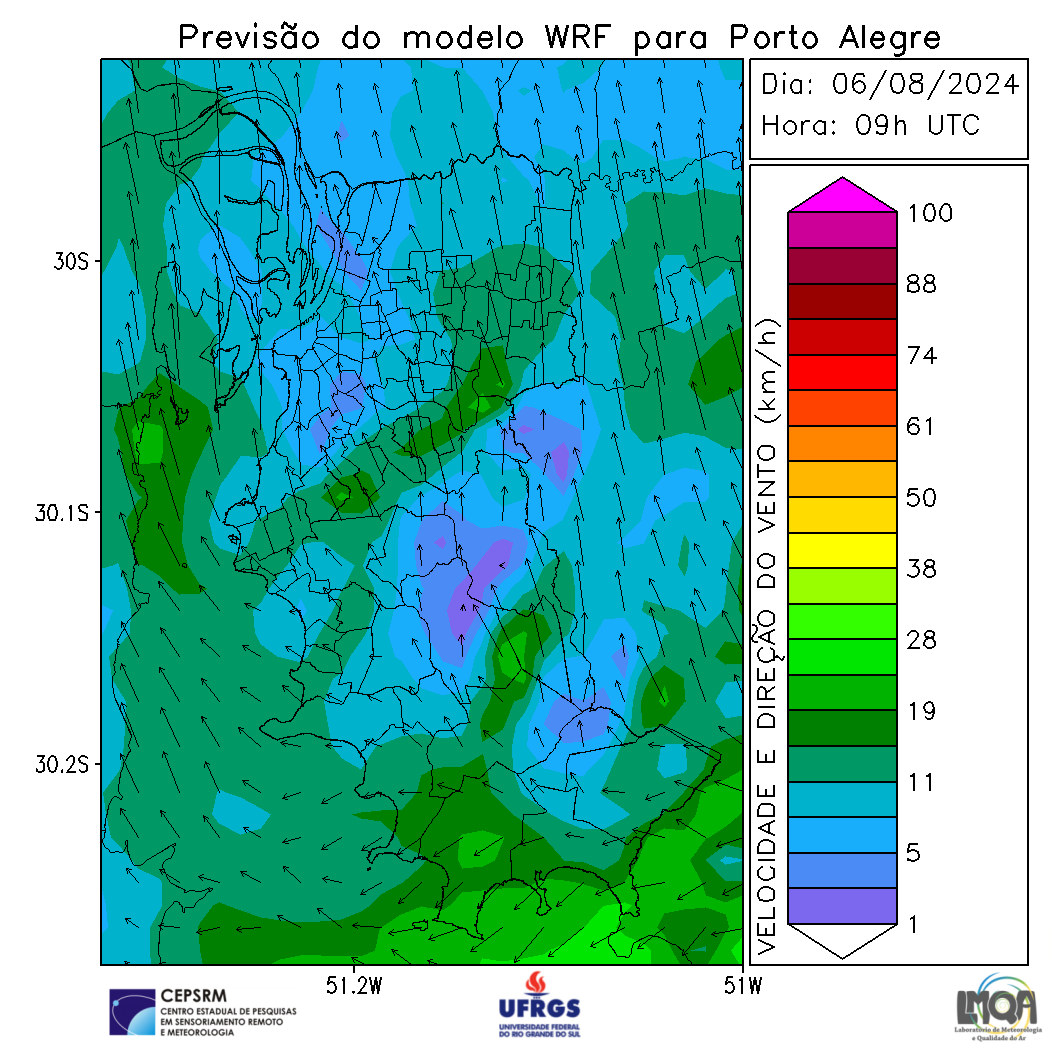 Previsão do modelo WRF para Porto Alegre
Dia: 06/08/2024
Hora: 09h UTC
30S
30.1S
30.2S
51.2W
51W
VELOCIDADE E DIREÇÃO DO VENTO (km/h)
100
88
74
61
50
38
28
19
11
5
1
CEPSRM
CENTRO ESTADUAL DE PESQUISAS
EM SENSORIAMENTO REMOTO
E METEOROLOGIA
UFRGS
UNIVERSIDADE FEDERAL
DO RIO GRANDE DO SUL
LMQA
Laboratório de Meteorologia
e Qualidade do Ar